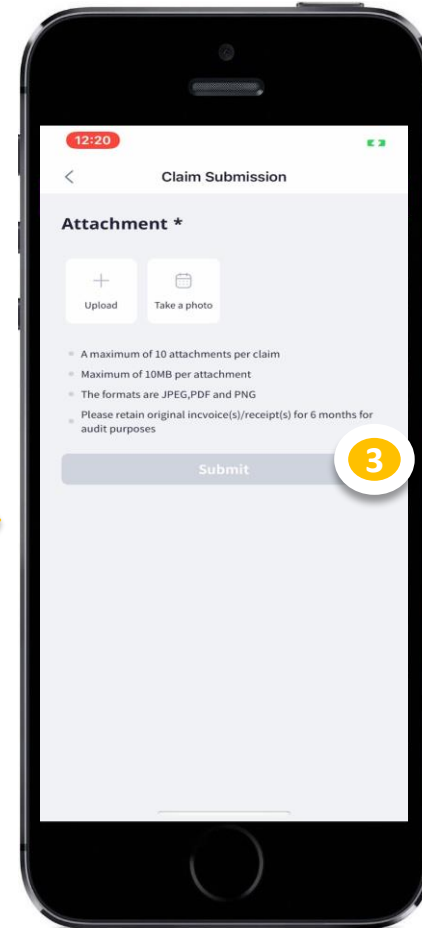 12:20
Claim Submission
Attachment *
Upload
Take a photo
A maximum of 10 attachments per claim
Maximum of 10MB per attachment
The formats are JPEG,PDF and PNG
Please retain original incvoice(s)/receipt(s) for 6 months for
audit purposes
Submit
3